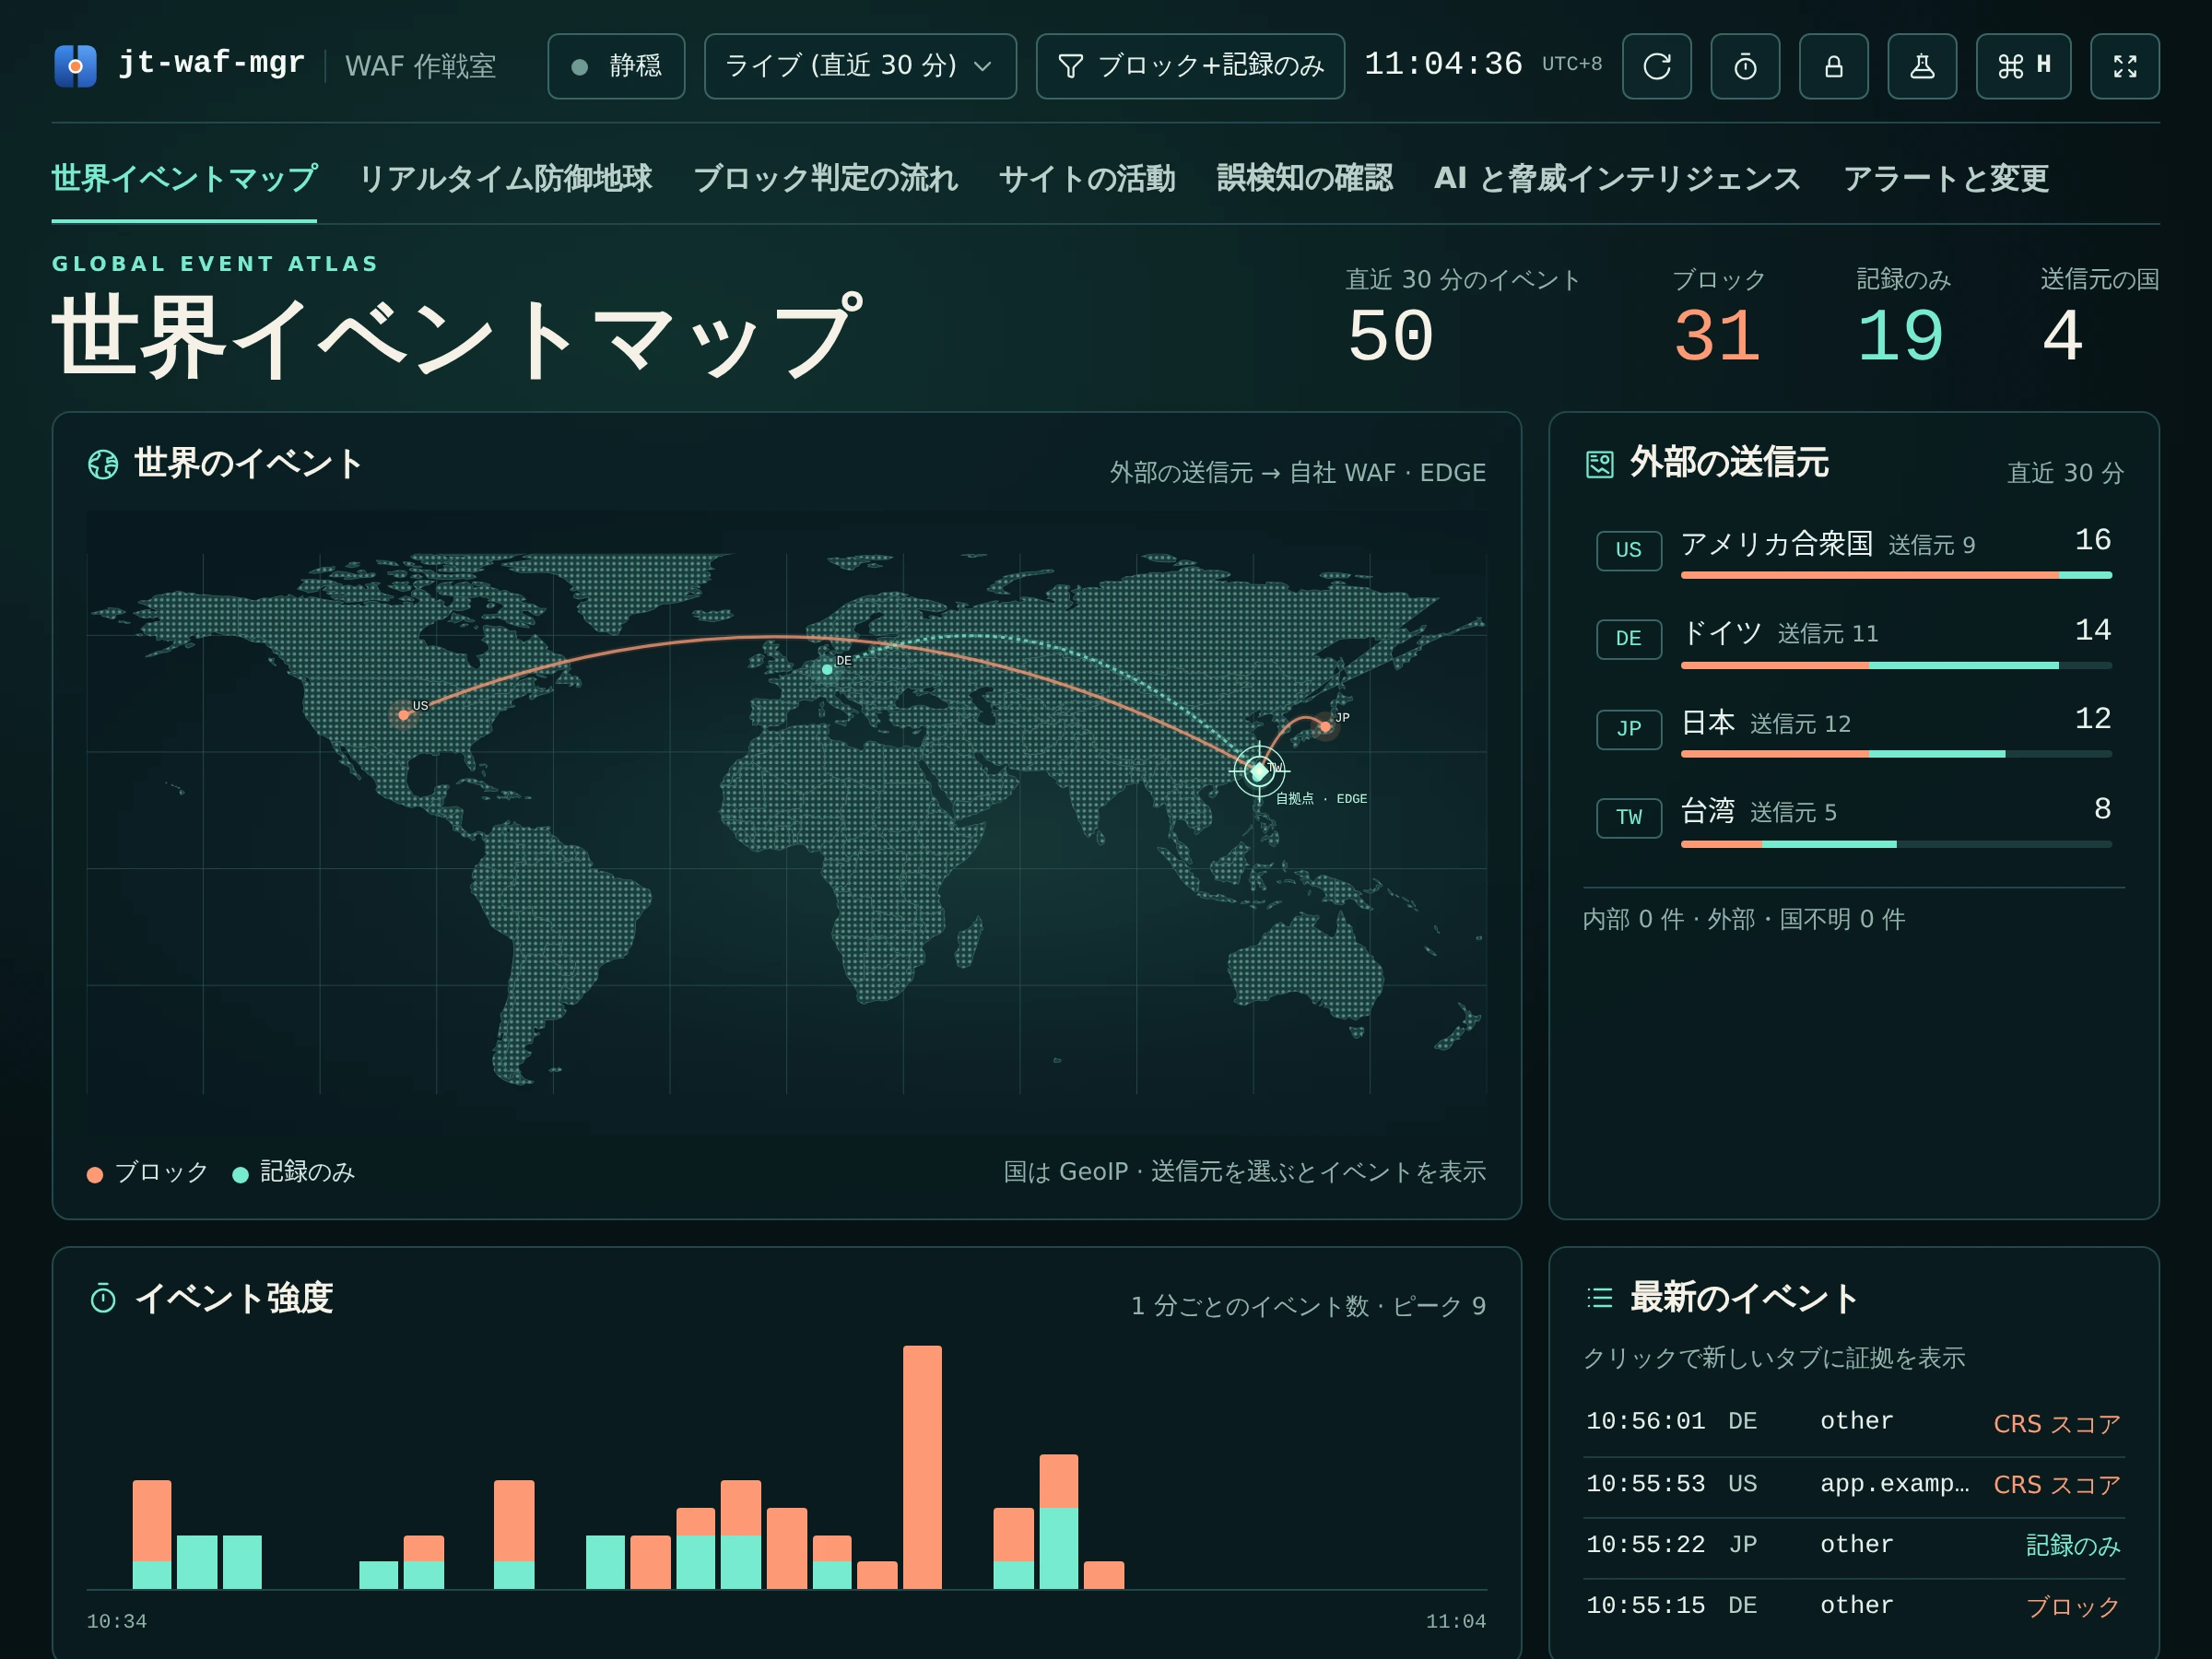 jt-waf-mgr WAF 作戦室 静穏 ライブ (直近 30 分) ブロック+記録のみ 11:04:36 UTC+8 ⌘ H
世界イベントマップ リアルタイム防御地球 ブロック判定の流れ サイトの活動 誤検知の確認 AI と脅威インテリジェンス アラートと変更
GLOBAL EVENT ATLAS
世界イベントマップ
直近 30 分のイベント ブロック 記録のみ 送信元の国
50 31 19 4
世界のイベント
外部の送信元 → 自社 WAF · EDGE
US
DE
JP
TW
自拠点 · EDGE
ブロック 記録のみ
国は GeoIP · 送信元を選ぶとイベントを表示
外部の送信元 直近 30 分
US アメリカ合衆国 送信元 9 16
DE ドイツ 送信元 11 14
JP 日本 送信元 12 12
TW 台湾 送信元 5 8
内部 0 件 · 外部・国不明 0 件
イベント強度
1 分ごとのイベント数 · ピーク 9
10:34 11:04
最新のイベント
クリックで新しいタブに証拠を表示
10:56:01 DE other CRS スコア
10:55:53 US app.examp… CRS スコア
10:55:22 JP other 記録のみ
10:55:15 DE other ブロック